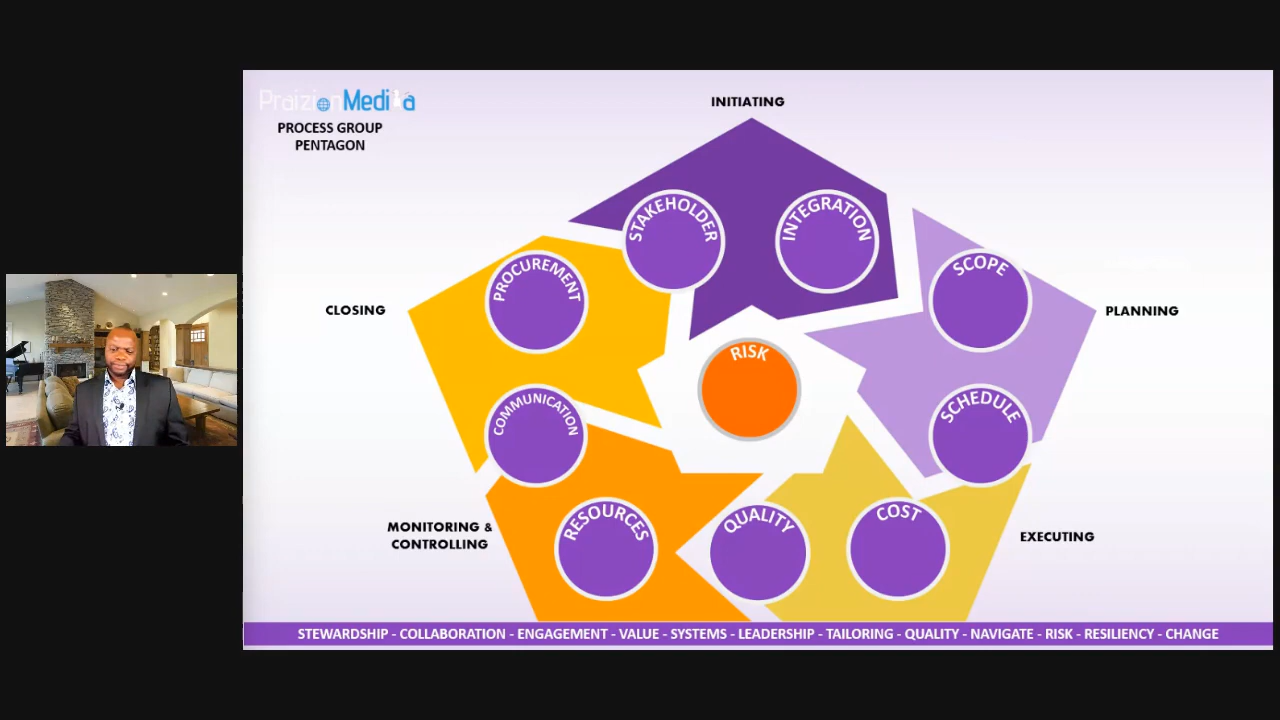 PraizionMedia
PROCESS GROUP
PENTAGON
INITIATING
STAKEHOLDER
INTEGRATION
PROCUREMENT
SCOPE
CLOSING
PLANNING
RISK
COMMUNICATION
SCHEDULE
MONITORING &
CONTROLLING
RESOURCES
QUALITY
COST
EXECUTING
STEWARDSHIP - COLLABORATION - ENGAGEMENT - VALUE - SYSTEMS - LEADERSHIP - TAILORING - QUALITY - NAVIGATE - RISK - RESILIENCY - CHANGE